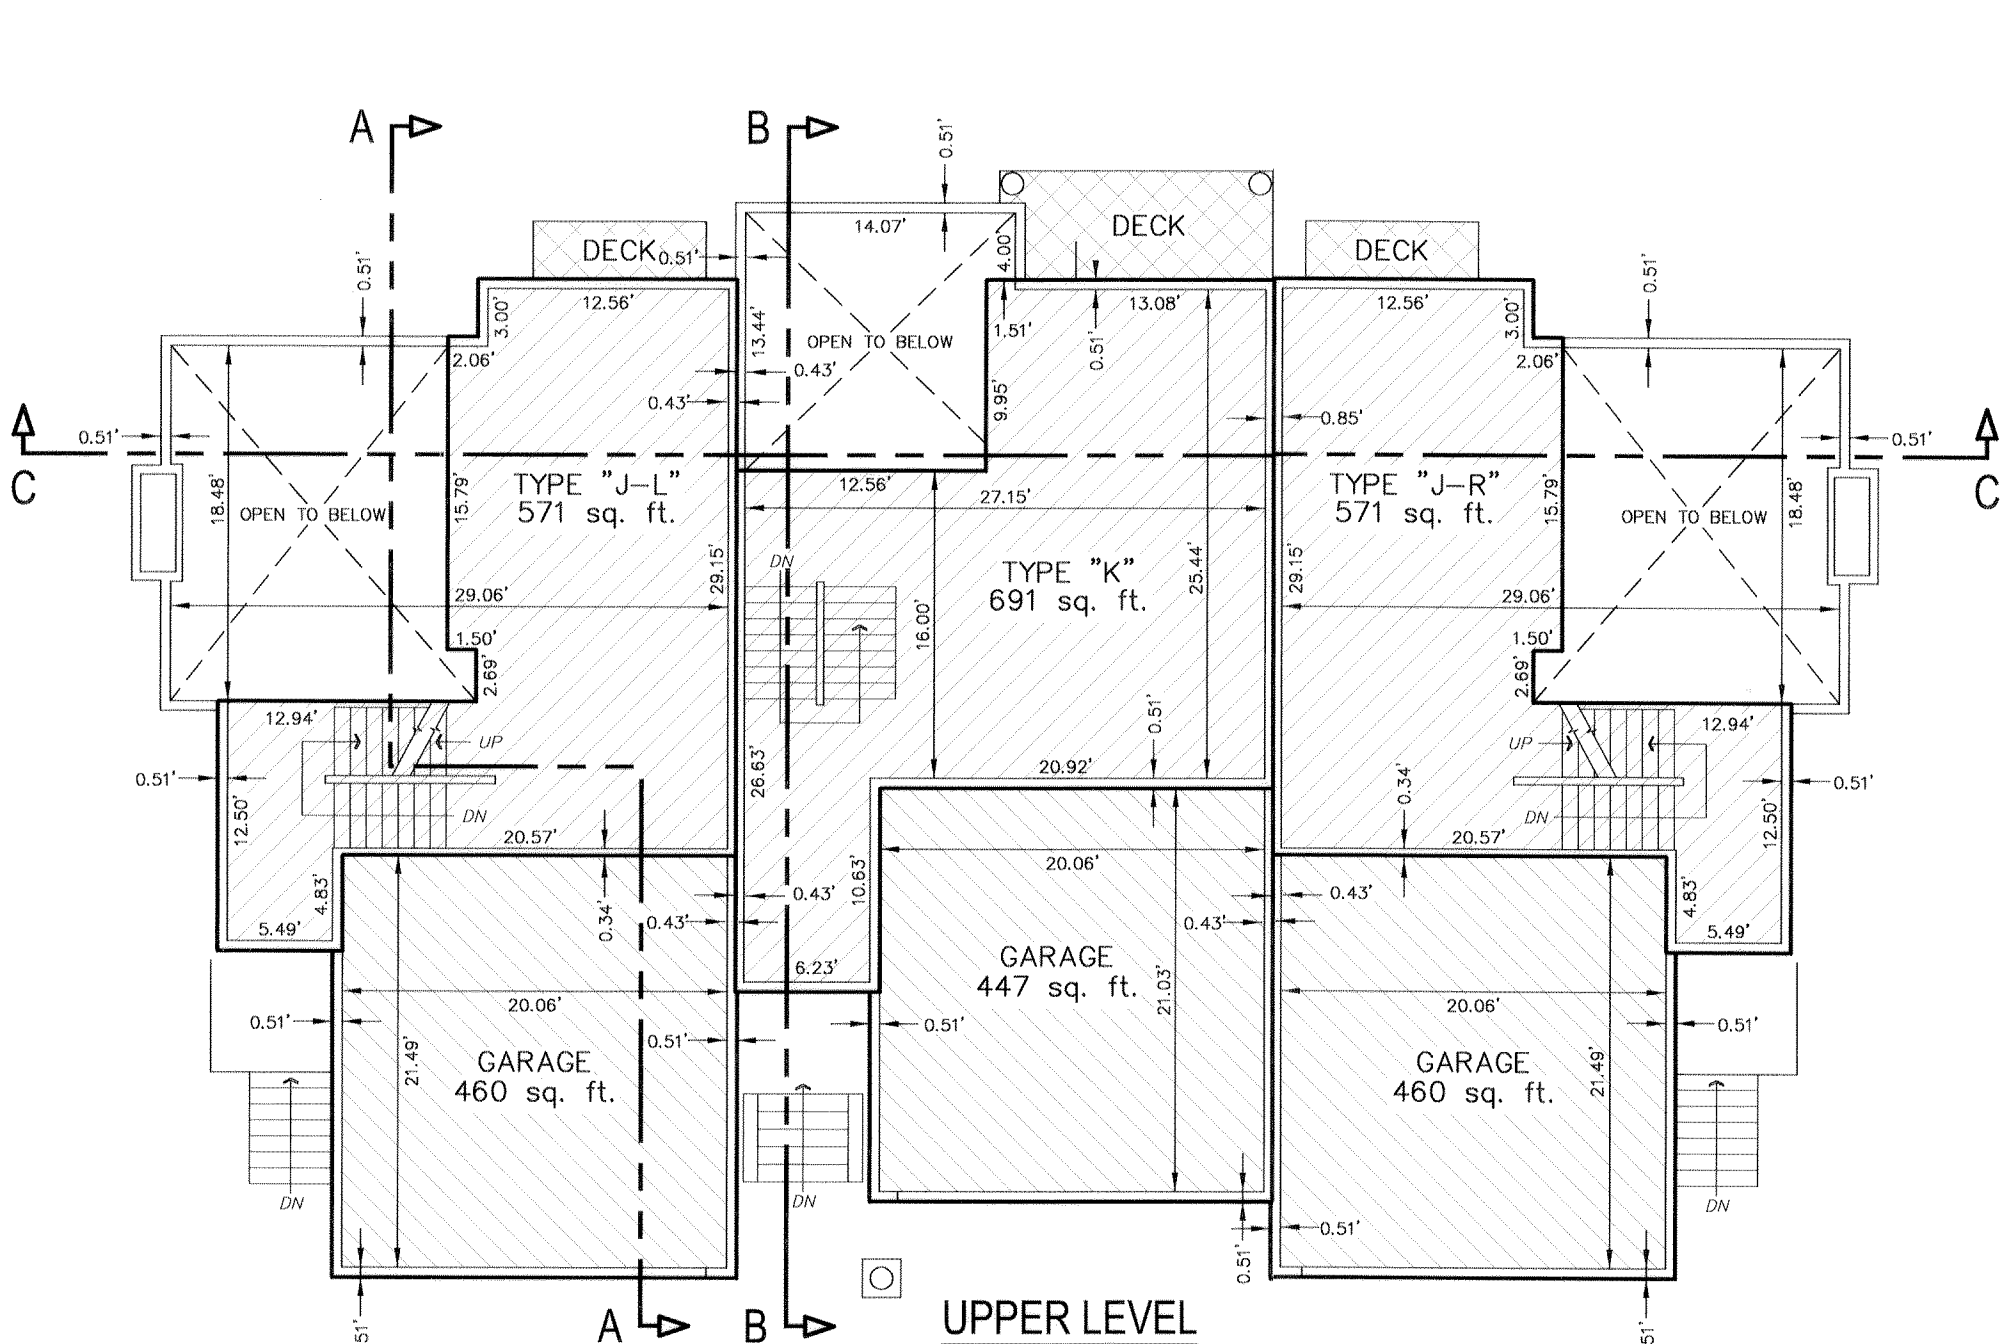 A
B
0.51'
14.07'
DECK
DECK
0.51'
4.00'
DECK
0.51'
0.51'
3.00'
12.56'
13.08'
12.56'
3.00'
13.44'
1.51'
0.51'
OPEN TO BELOW
2.06'
0.43'
2.06'
0.43'
9.95'
0.85'
0.51'
0.51'
C
C
TYPE "J-L"
571 sq. ft.
12.56'
27.15'
TYPE "J-R"
571 sq. ft.
18.48'
OPEN TO BELOW
15.79'
15.79'
OPEN TO BELOW
18.48'
29.15'
DN
TYPE "K"
691 sq. ft.
25.44'
29.15'
29.06'
29.06'
16.00'
1.50'
1.50'
2.69'
2.69'
12.94'
0.51'
12.94'
UP
UP
0.51'
26.63'
20.92'
0.34'
0.51'
12.50'
DN
DN
12.50'
20.57'
20.57'
20.06'
4.83'
10.63'
0.43'
0.43'
4.83'
0.34'
0.43'
0.43'
5.49'
5.49'
GARAGE
447 sq. ft.
6.23'
21.03'
20.06'
20.06'
0.51'
0.51'
0.51'
0.51'
GARAGE
460 sq. ft.
21.49'
GARAGE
460 sq. ft.
21.49'
DN
DN
DN
0.51'
0.51'
51'
51'
A
B
UPPER LEVEL